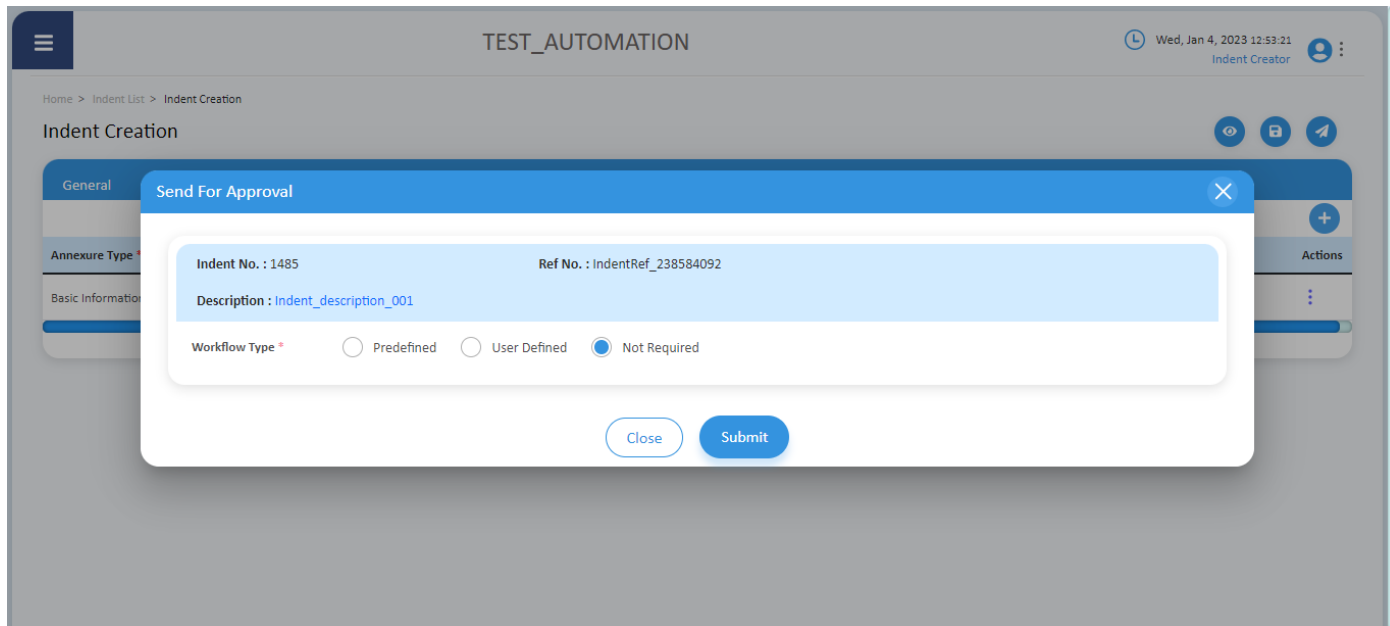 TEST_AUTOMATION
Wed, Jan 4, 2023 12:53:21
Indent Creator
Home > Indent List > Indent Creation
Indent Creation
General
Send For Approval
Annexure Type *
Actions
Indent No. : 1485 Ref No. : IndentRef_238584092
Basic Information
Description : Indent_description_001
Workflow Type * Predefined User Defined Not Required
Close Submit